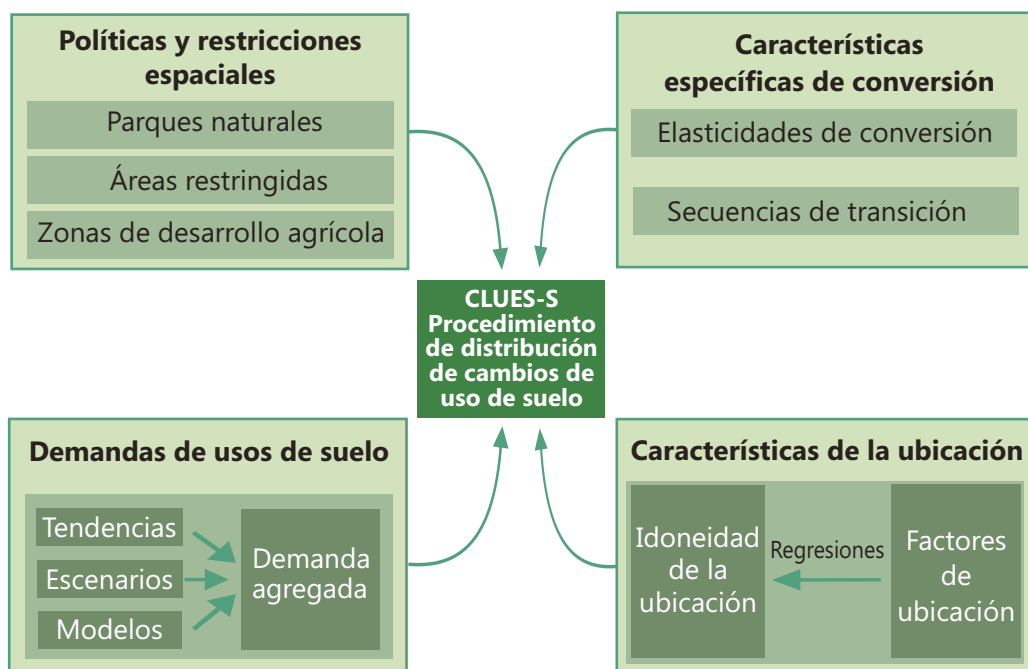 Políticas y restricciones
espaciales
Parques naturales
Áreas restringidas
Zonas de desarrollo agrícola
Características
específicas de conversión
Elasticidades de conversión
Secuencias de transición
CLUES-S
Procedimiento
de distribución
de cambios de
uso de suelo
Demandas de usos de suelo
Tendencias
Escenarios
Modelos
Demanda
agregada
Características de la ubicación
Idoneidad
de la
ubicación
Regresiones
Factores
de
ubicación